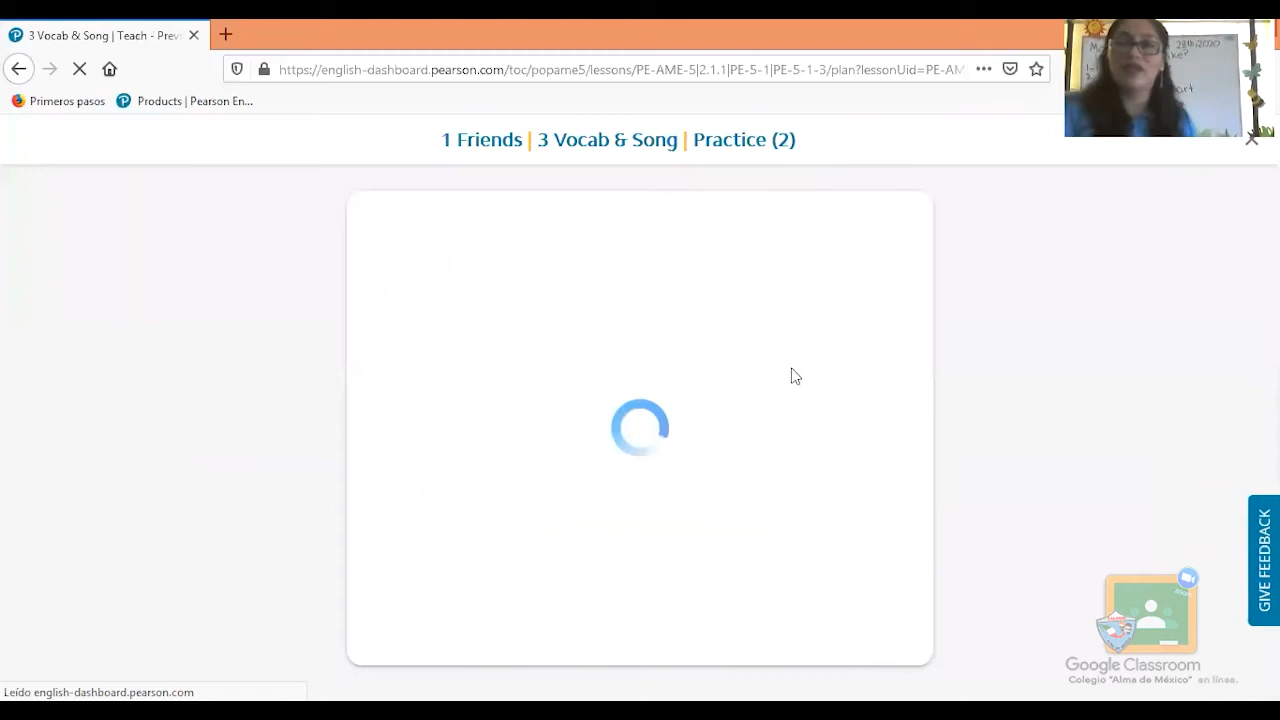 3 Vocab & Song | Teach - Prev
https://english-dashboard.pearson.com/toc/popame5/lessons/PE-AME-5|2.1.1|PE-5-1|PE-5-1-3/plan?lessonUid=PE-AM
Primeros pasos
Products | Pearson En...
1 Friends | 3 Vocab & Song | Practice (2)
28th, 2020
GIVE FEEDBACK
zoom
Google Classroom
Colegio "Alma de México" en línea.
Leído english-dashboard.pearson.com